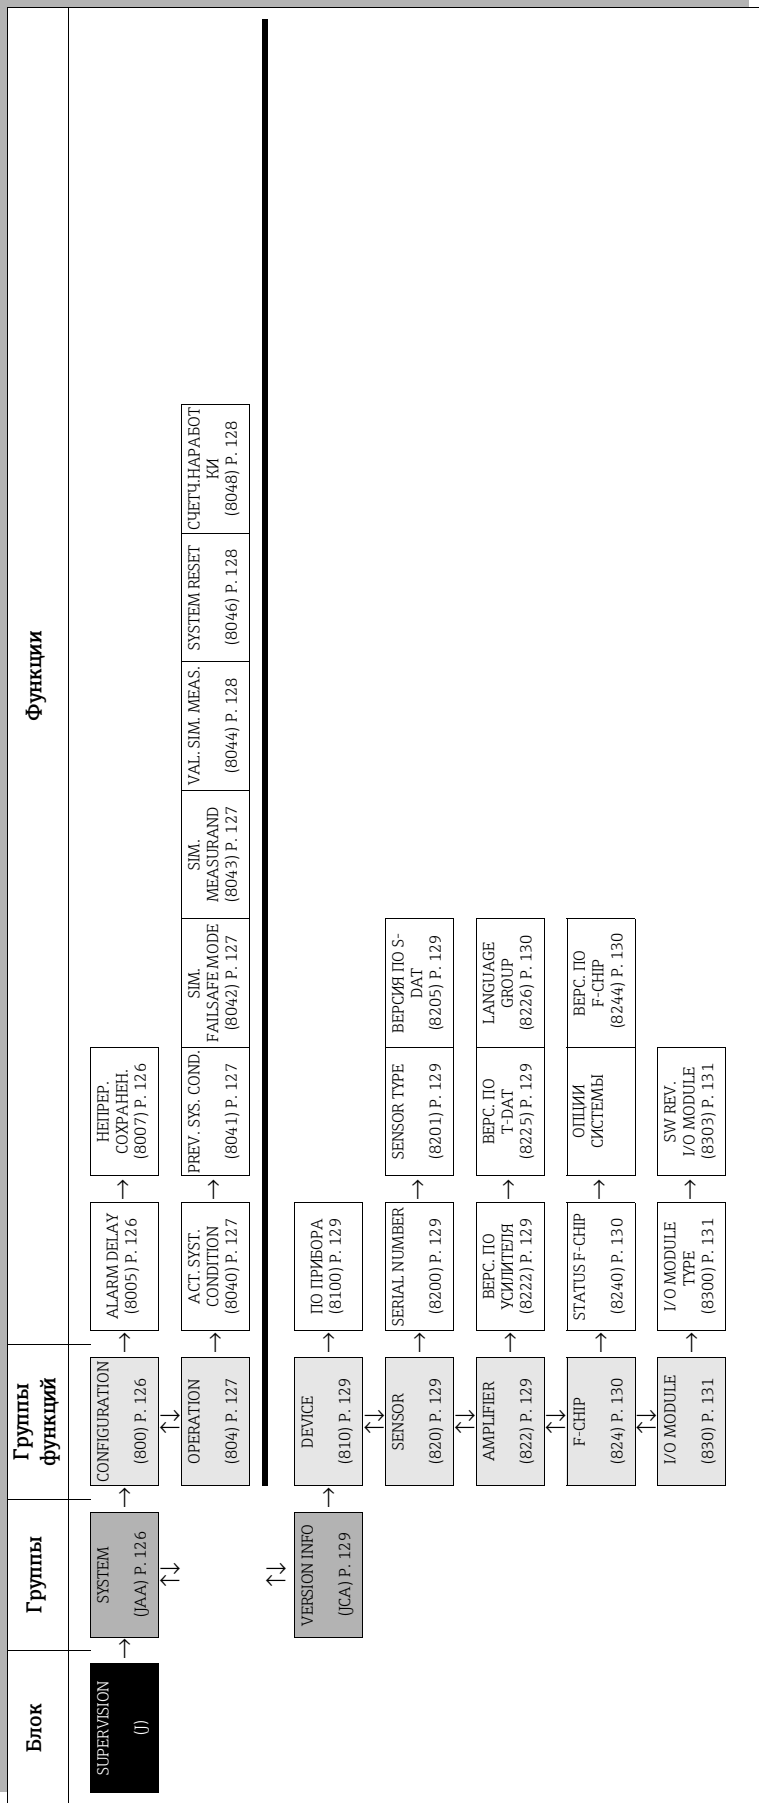 Блок
Группы
Группы
функций
Функции
SUPERVISION
(J)
SYSTEM
(JAA) P. 126
CONFIGURATION
(800) P. 126
ALARM DELAY
(8005) P. 126
НЕПРЕР.
СОХРАНЕН.
(8007) P. 126
OPERATION
(804) P. 127
ACT. SYST.
CONDITION
(8040) P. 127
PREV. SYS. COND.
(8041) P. 127
SIM.
FAILSAFE MODE
(8042) P. 127
SIM.
MEASURAND
(8043) P. 127
VAL. SIM. MEAS.
(8044) P. 128
SYSTEM RESET
(8046) P. 128
СЧЕТЧ.НАРАБОТ
КИ
(8048) P. 128
VERSION INFO
(JCA) P. 129
DEVICE
(810) P. 129
ПО ПРИБОРА
(8100) P. 129
SENSOR
(820) P. 129
SERIAL NUMBER
(8200) P. 129
SENSOR TYPE
(8201) P. 129
ВЕРСИЯ ПО S-
DAT
(8205) P. 129
AMPLIFIER
(822) P. 129
ВЕРС. ПО
УСИЛИТЕЛЯ
(8222) P. 129
ВЕРС. ПО
T-DAT
(8225) P. 129
LANGUAGE
GROUP
(8226) P. 130
F-CHIP
(824) P. 130
STATUS F-CHIP
(8240) P. 130
ОПЦИИ
СИСТЕМЫ
ВЕРС. ПО
F-CHIP
(8244) P. 130
I/O MODULE
(830) P. 131
I/O MODULE
TYPE
(8300) P. 131
SW REV.
I/O MODULE
(8303) P. 131